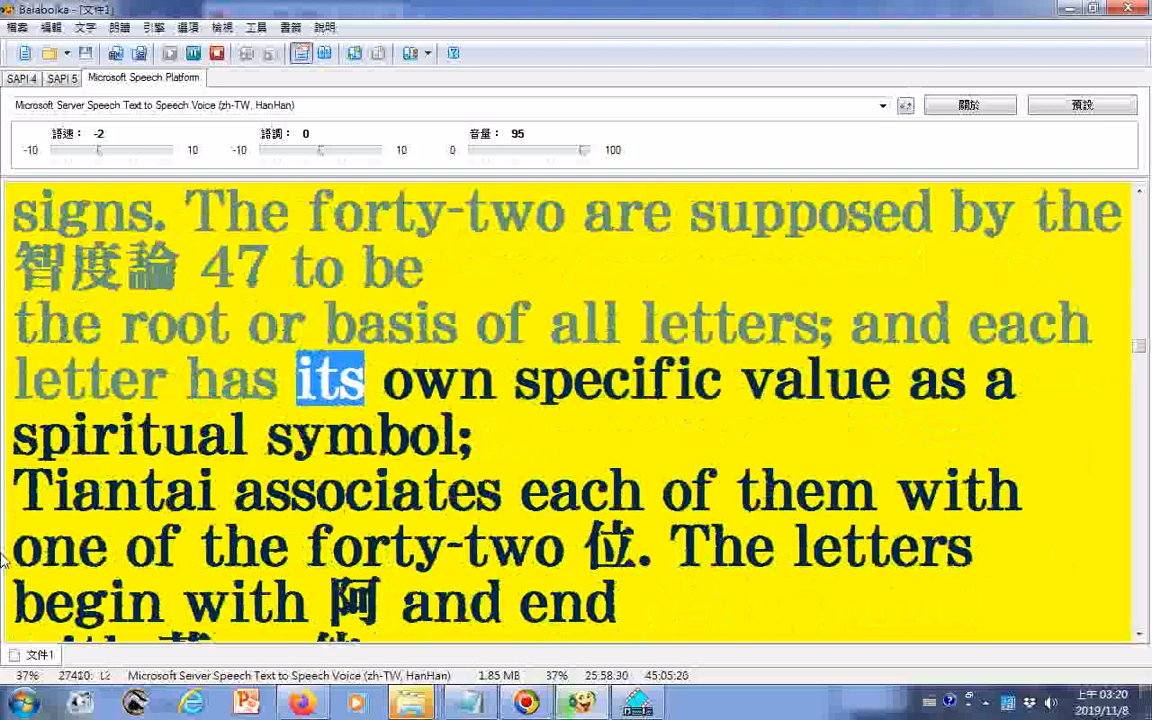 Balabolka - [文件1]
檔案 編輯 文字 朗讀 引擎 選項 檢視 工具 書籤 說明
SAPI 4 SAPI 5 Microsoft Speech Platform
Microsoft Server Speech Text to Speech Voice (zh-TW, HanHan) 關於 預設
語速： -2 語調： 0 音量： 95
-10 10 -10 10 0 100
signs. The forty-two are supposed by the
智度論 47 to be
the root or basis of all letters; and each
letter has its own specific value as a
spiritual symbol;
Tiantai associates each of them with
one of the forty-two 位. The letters
begin with 阿 and end
文件1
37% Microsoft Server Speech Text to Speech Voice (zh-TW, HanHan) 1.85 MB 37% 25:58:30 45:05:26
上午 03:20
2019/11/8